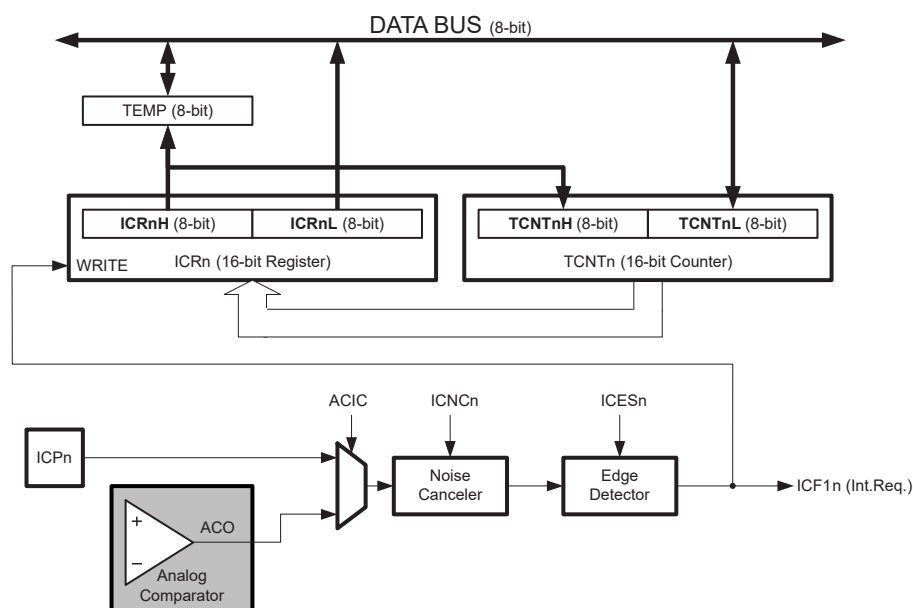 DATA BUS (8-bit)
TEMP (8-bit)
ICRnH (8-bit)
ICRnL (8-bit)
TCNTnH (8-bit)
TCNTnL (8-bit)
WRITE
ICRn (16-bit Register)
TCNTn (16-bit Counter)
ACIC
ICNCn
ICESn
ICPn
Noise
Canceler
Edge
Detector
ICF1n (Int.Req.)
+
ACO
−
Analog
Comparator